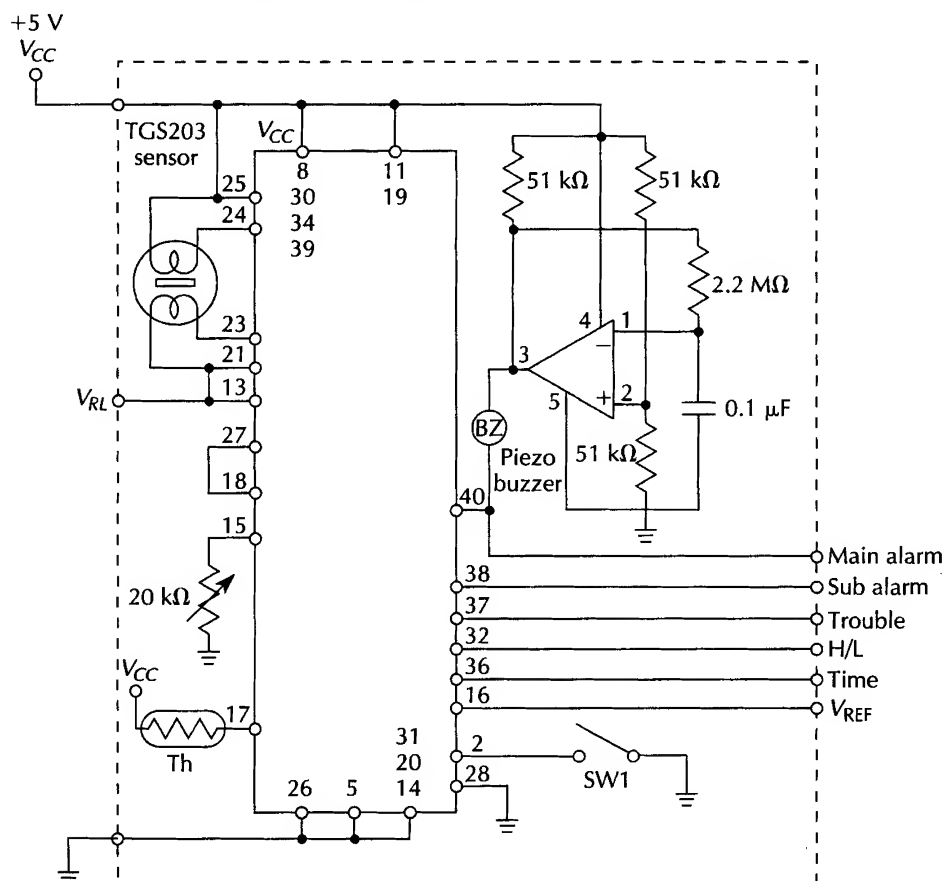 +5 V
VCC
TGS203
sensor
VCC
8
30
34
39
11
19
25
24
23
21
13
VRL
27
18
15
20 kΩ
VCC
17
Th
26
5
31
20
14
51 kΩ
51 kΩ
2.2 MΩ
4
1
−
3
5
+
2
0.1 μF
BZ
Piezo
buzzer
51 kΩ
40
Main alarm
38
Sub alarm
37
Trouble
32
H/L
36
Time
16
VREF
2
SW1
28